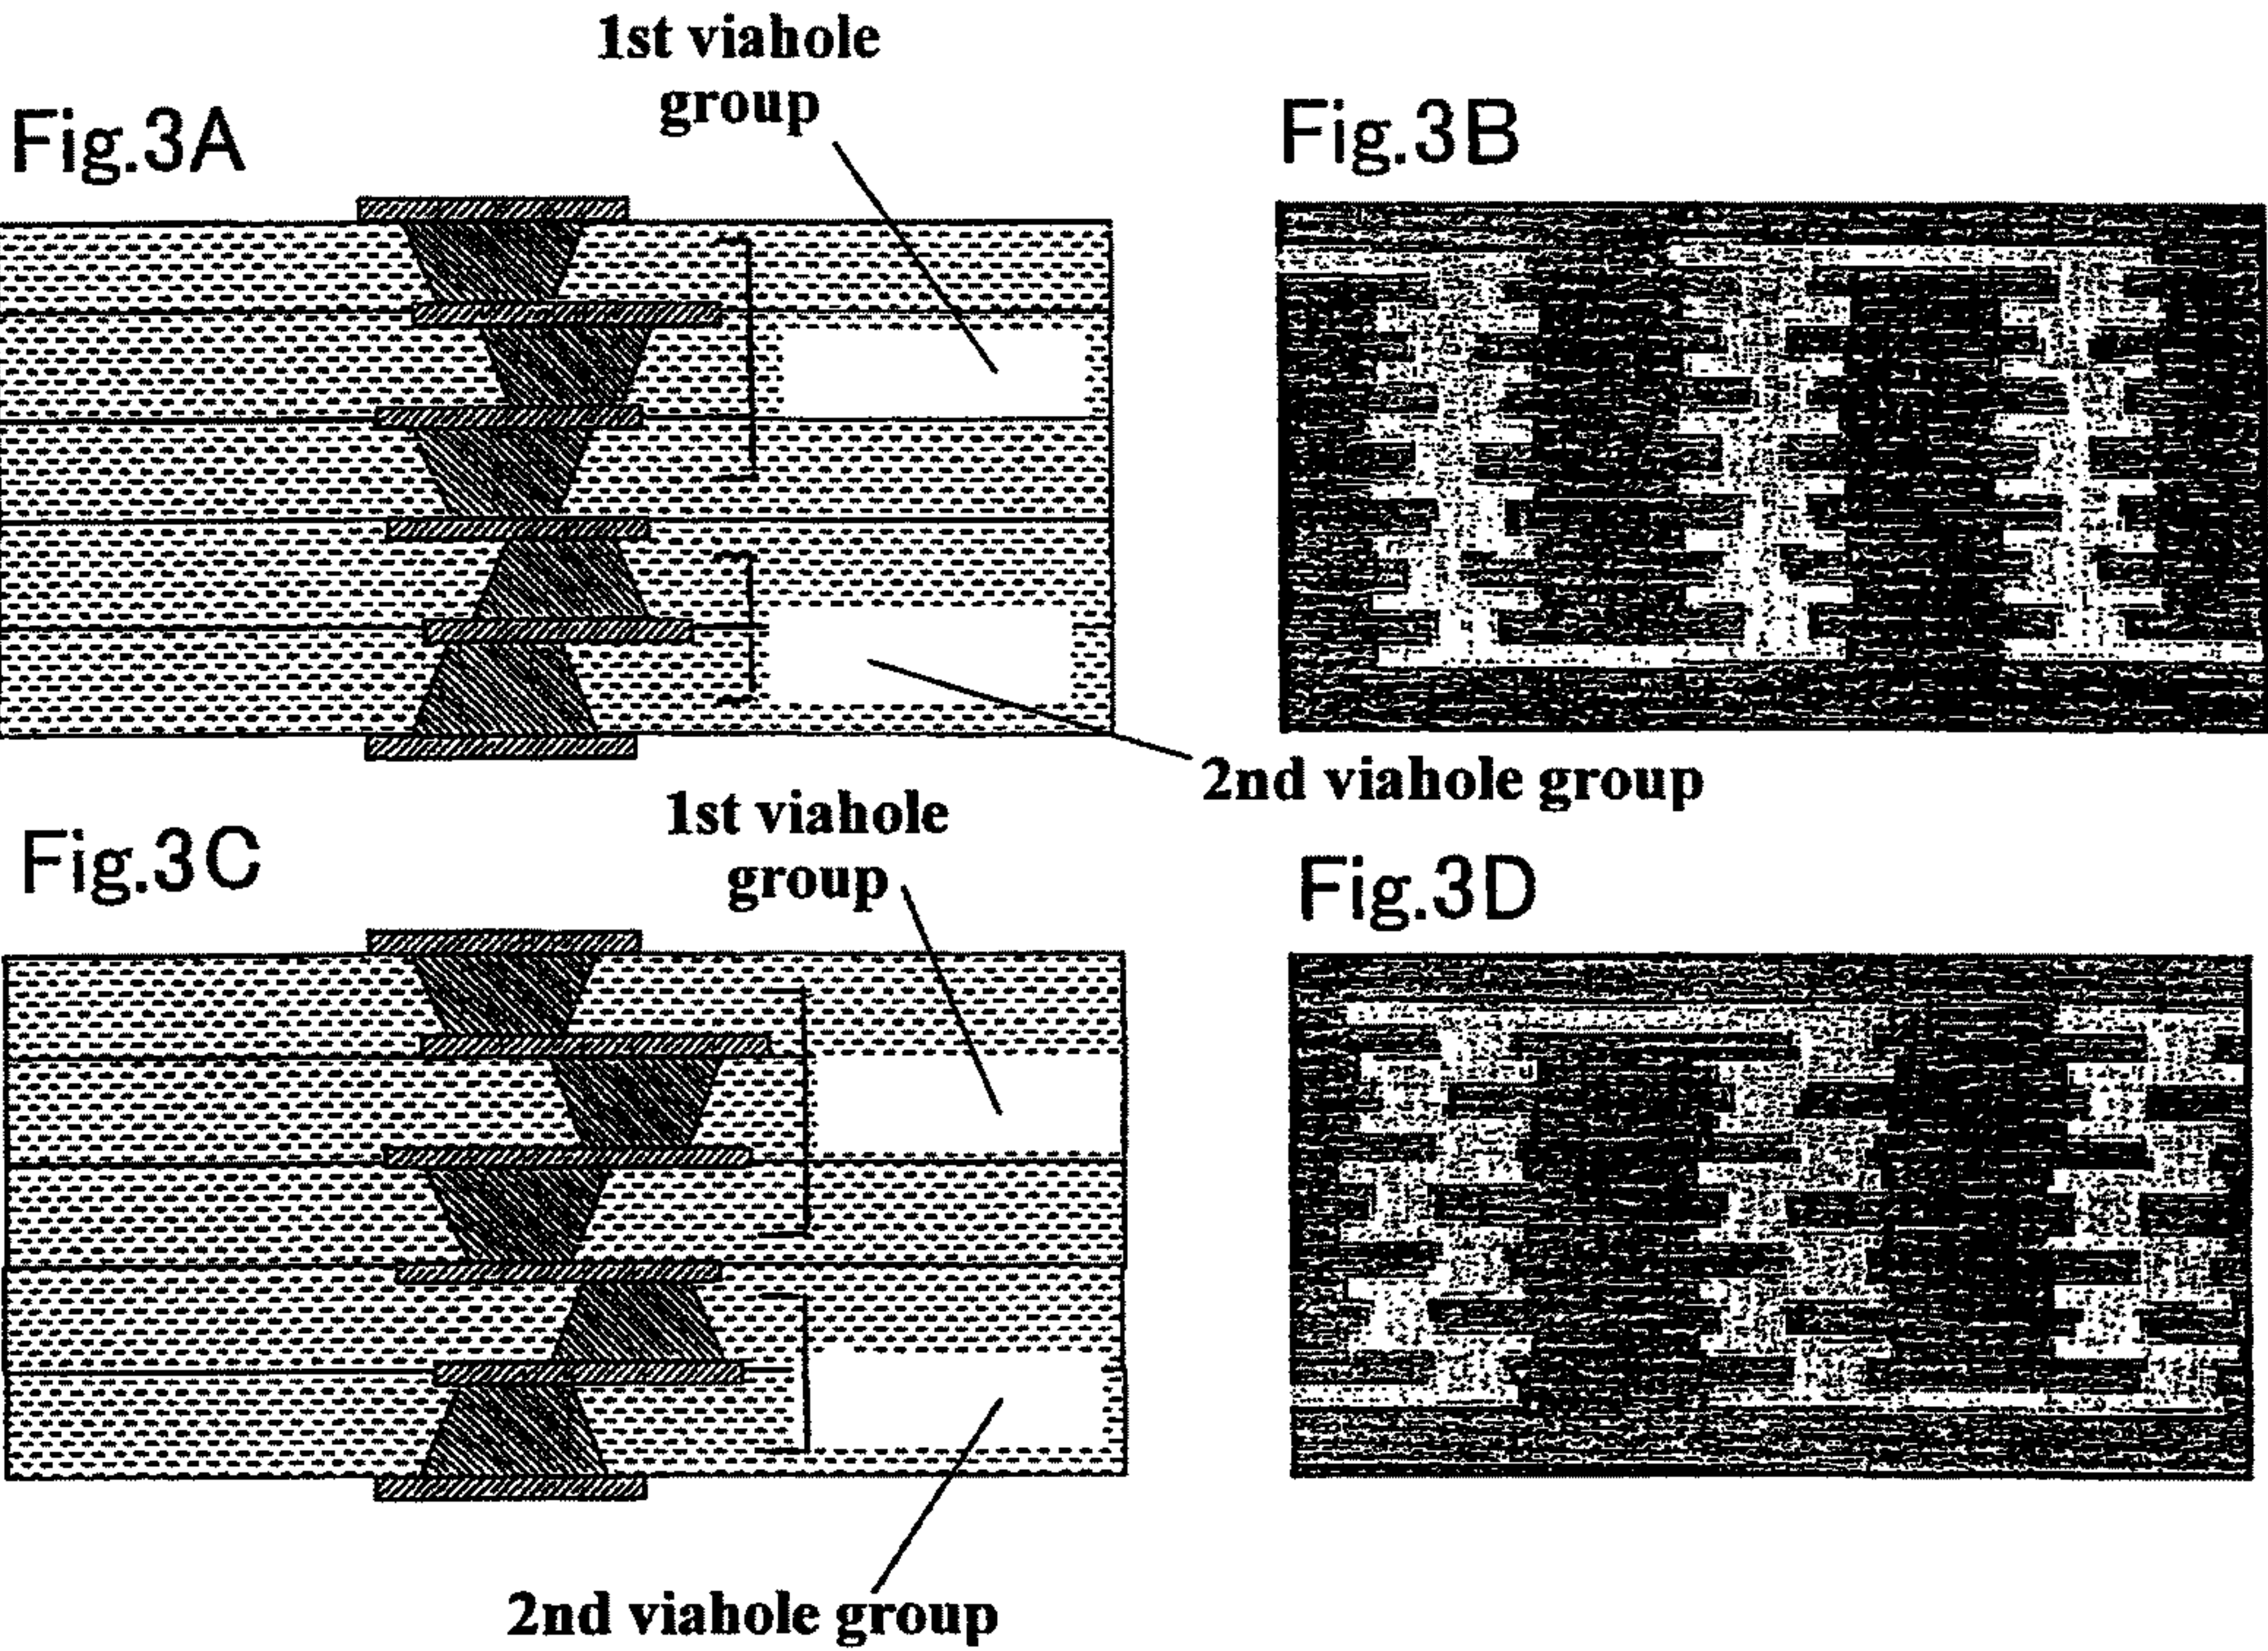 1st viahole
group
Fig.3A
Fig.3B
2nd viahole group
1st viahole
group
Fig.3C
Fig.3D
2nd viahole group